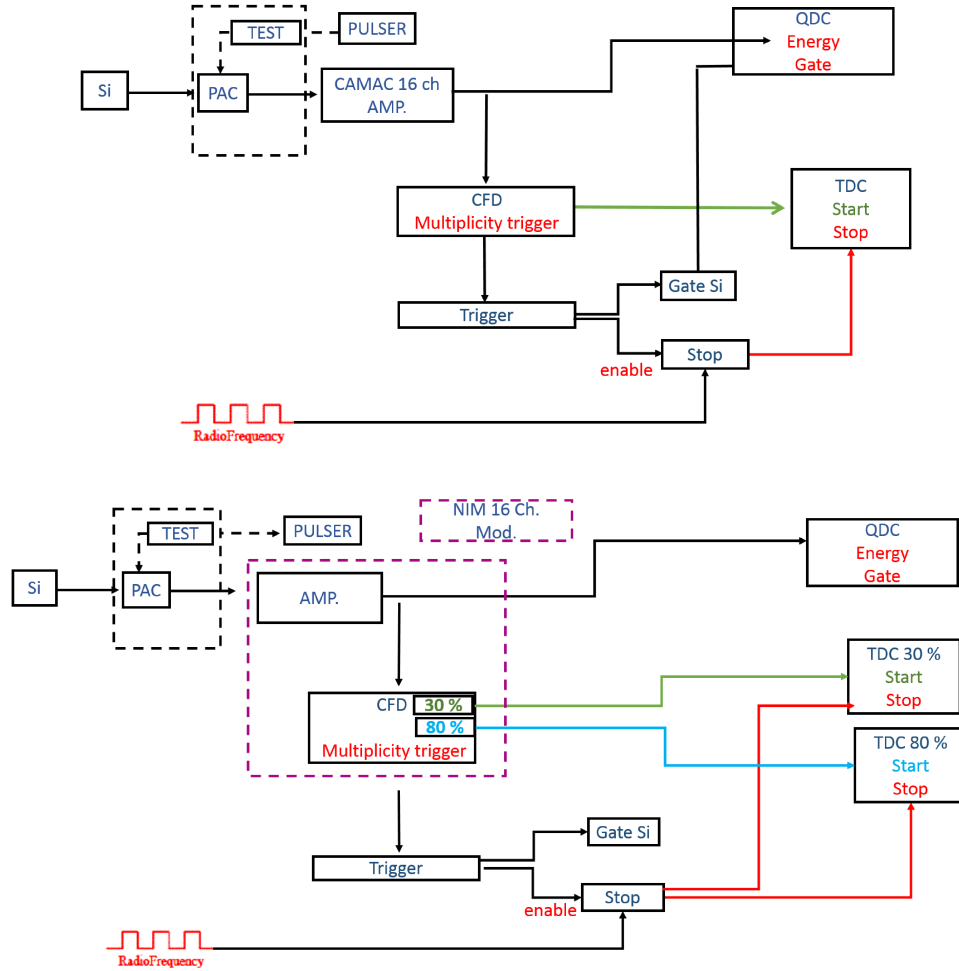 TEST
PULSER
QDC
Energy
Gate
Si
PAC
CAMAC 16 ch
AMP.
CFD
Multiplicity trigger
TDC
Start
Stop
Gate Si
Trigger
Stop
enable
RadioFrequency
NIM 16 Ch.
Mod.
TEST
PULSER
QDC
Energy
Gate
Si
PAC
AMP.
TDC 30 %
Start
Stop
CFD
30 %
80 %
Multiplicity trigger
TDC 80 %
Start
Stop
Gate Si
Trigger
Stop
enable
RadioFrequency